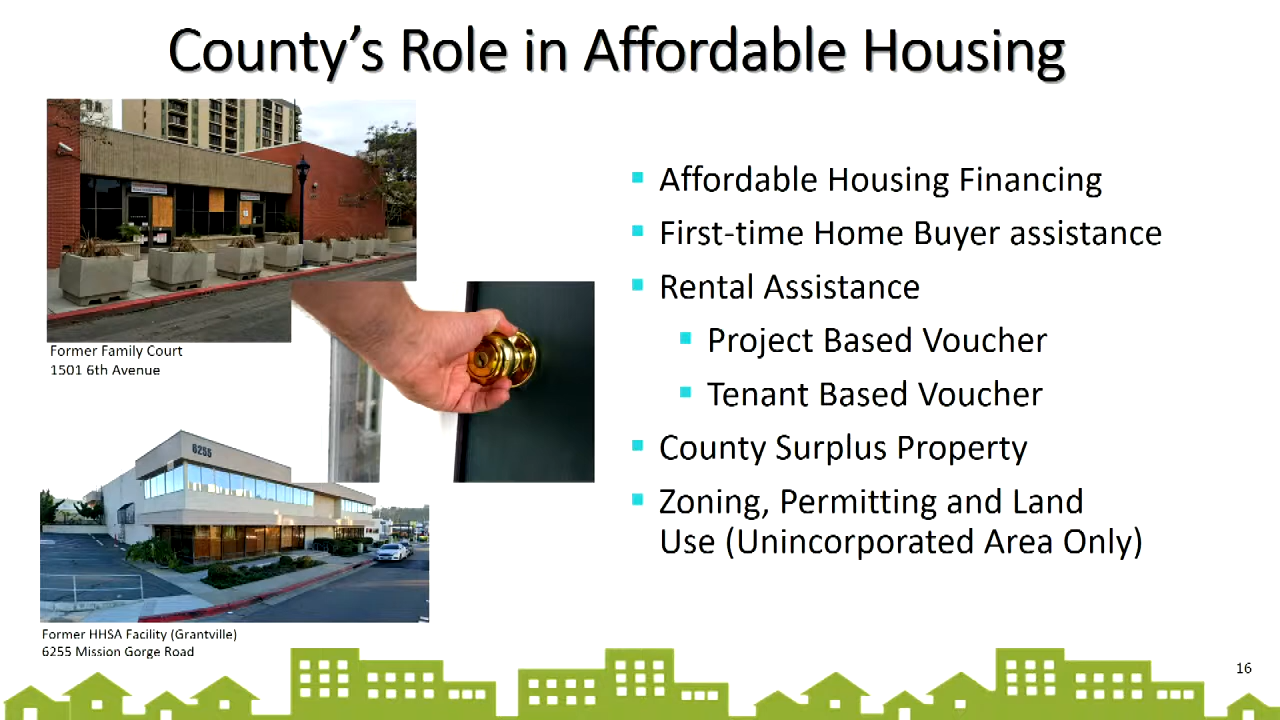 County's Role in Affordable Housing
Former Family Court
1501 6th Avenue
6255
Former HHSA Facility (Grantville)
6255 Mission Gorge Road
Affordable Housing Financing
First-time Home Buyer assistance
Rental Assistance
Project Based Voucher
Tenant Based Voucher
County Surplus Property
Zoning, Permitting and Land
Use (Unincorporated Area Only)
16